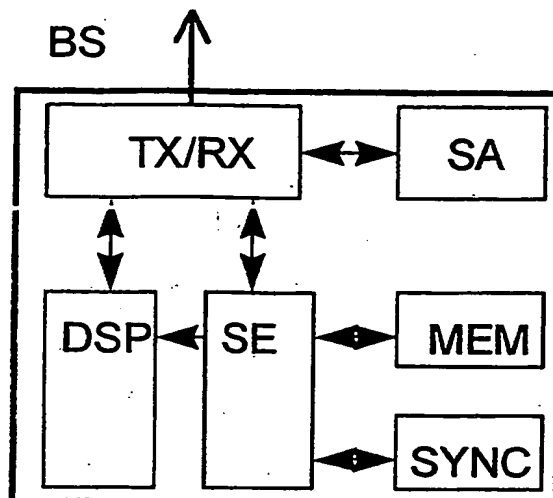 BS
TX/RX
SA
DSP
SE
MEM
SYNC